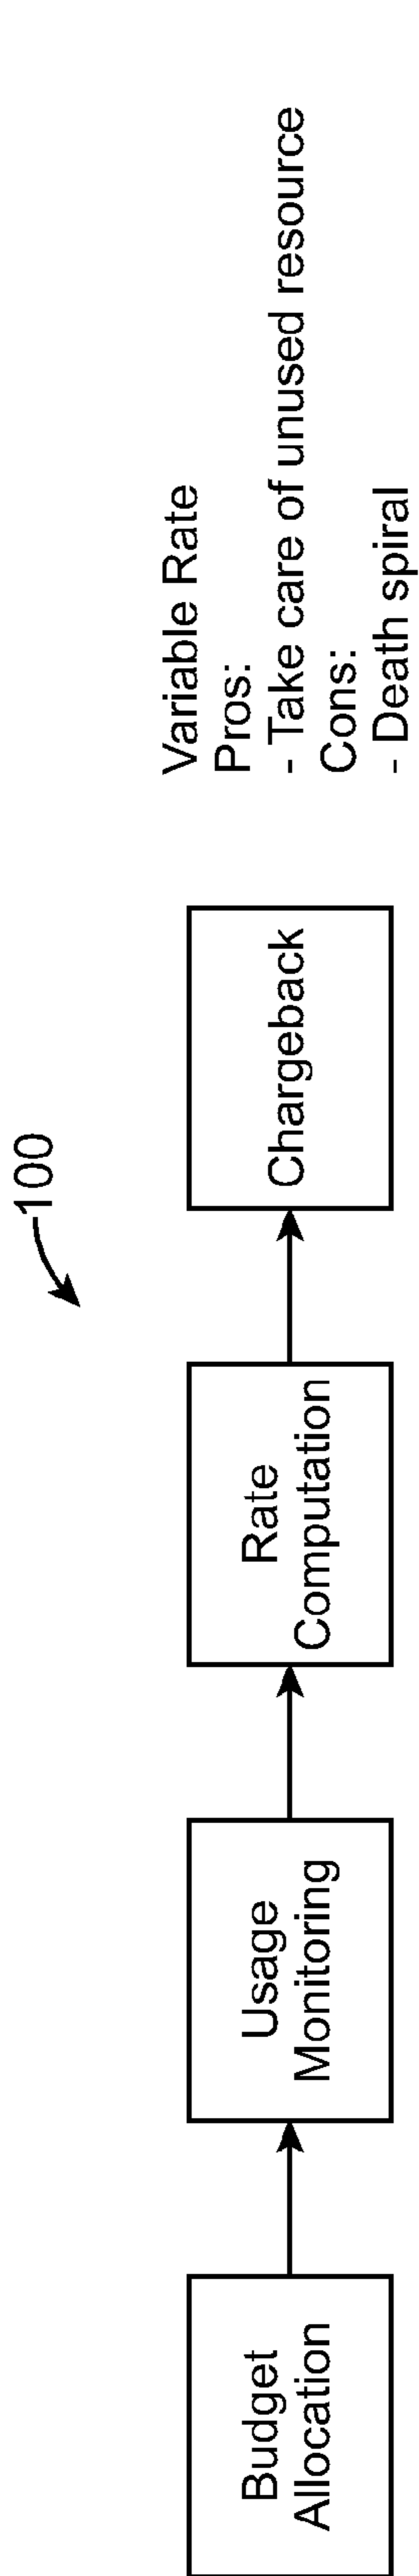 100
Budget
Allocation
Usage
Monitoring
Rate
Computation
Chargeback
Variable Rate
Pros:
- Take care of unused resource
Cons:
- Death spiral